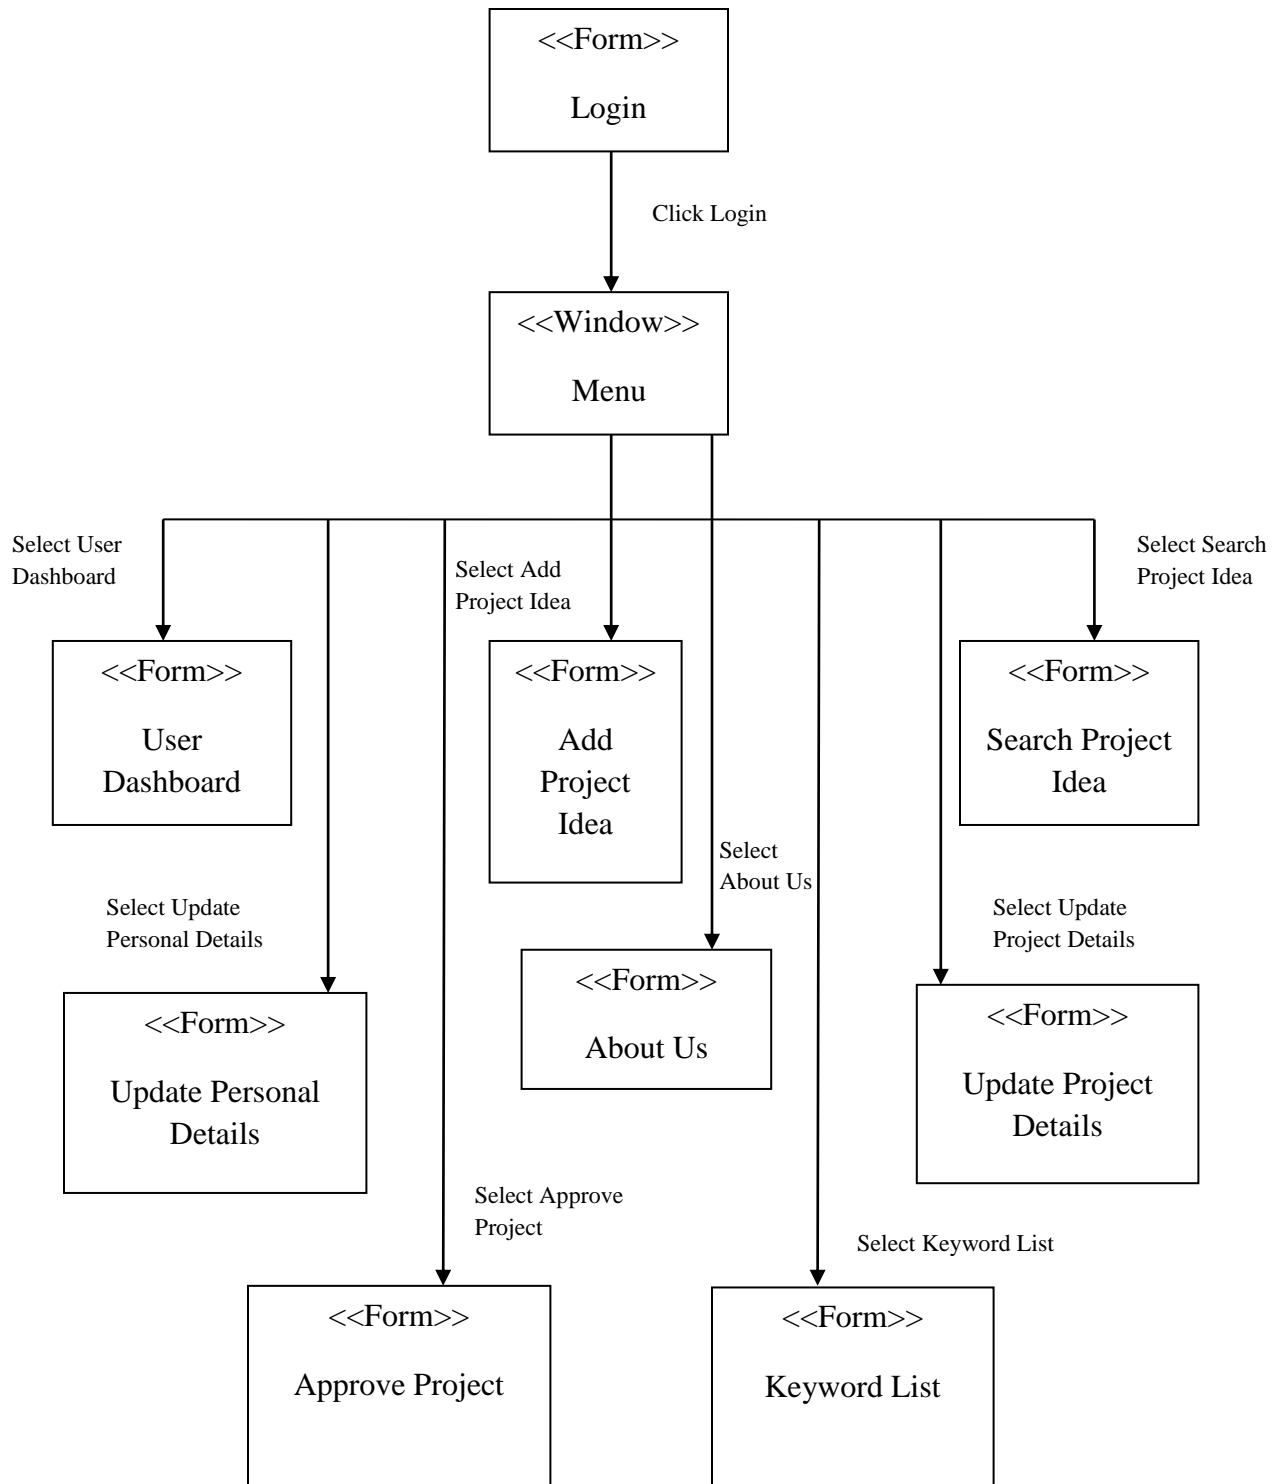 <<Form>>
Login
Click Login
<<Window>>
Menu
Select User
Dashboard
Select Add
Project Idea
Select Search
Project Idea
<<Form>>
User
Dashboard
<<Form>>
Add
Project
Idea
<<Form>>
Search Project
Idea
Select
About Us
Select Update
Personal Details
Select Update
Project Details
<<Form>>
Update Personal
Details
<<Form>>
About Us
<<Form>>
Update Project
Details
Select Approve
Project
Select Keyword List
<<Form>>
Approve Project
<<Form>>
Keyword List